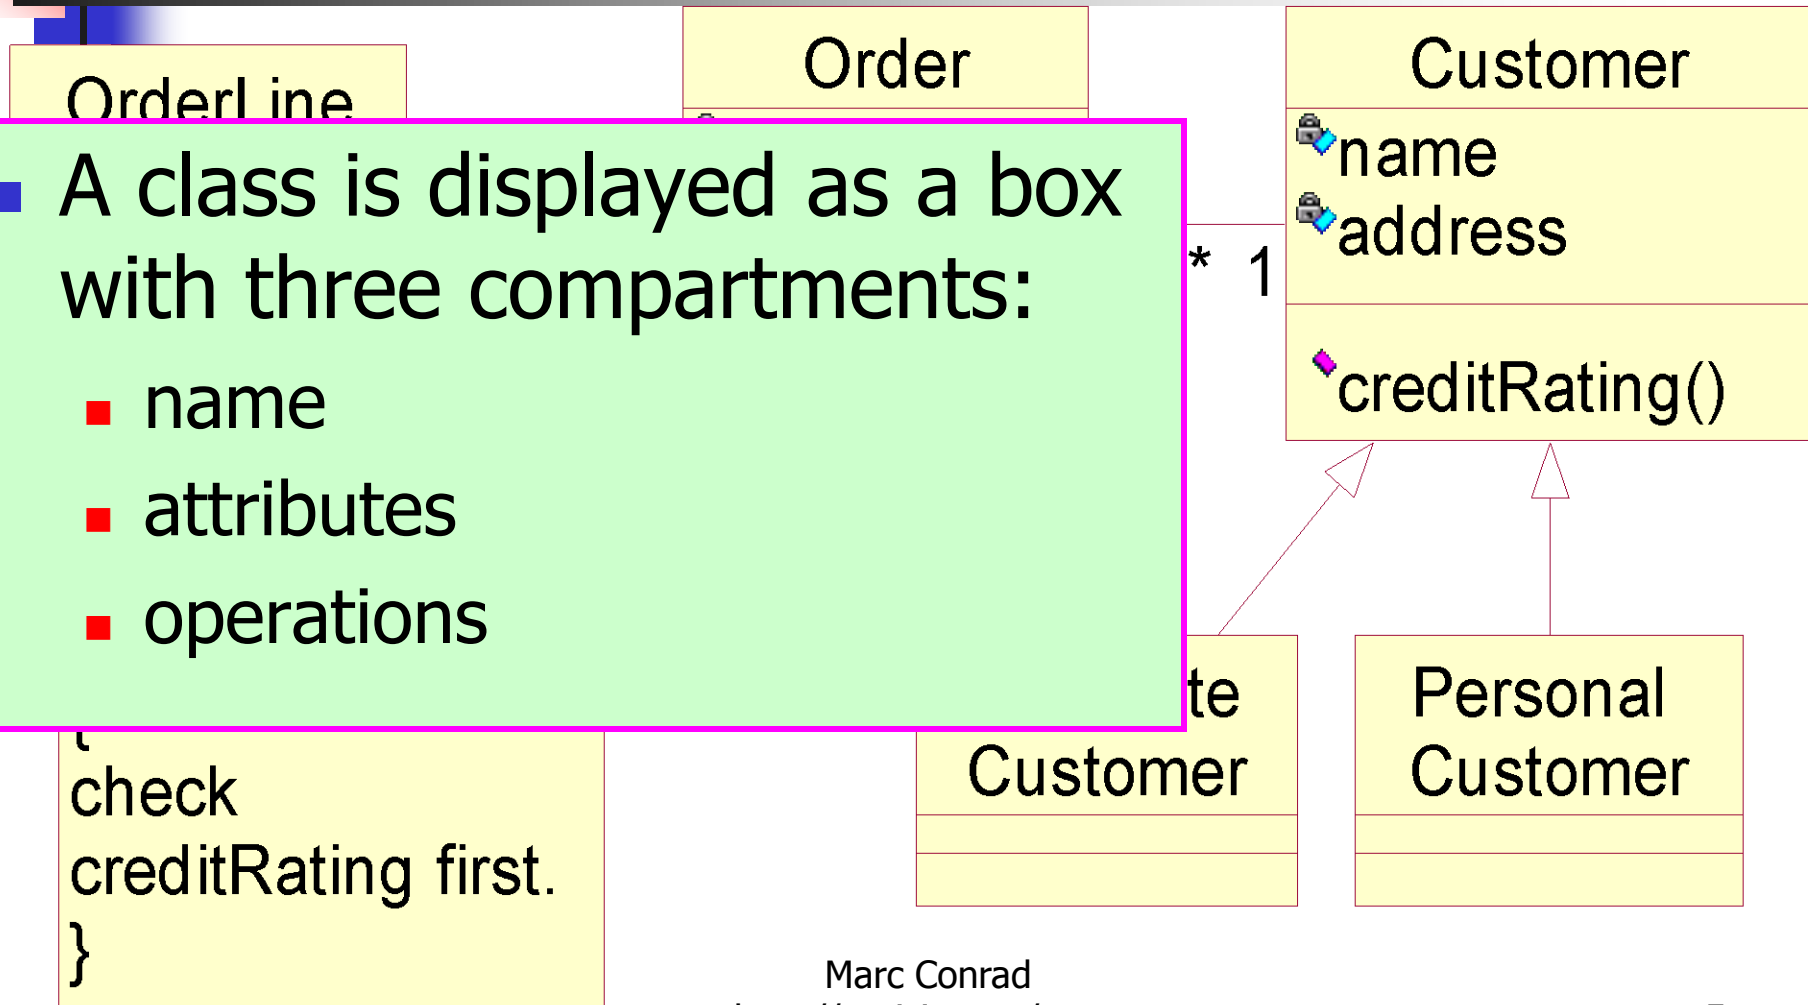 OrderLine
Order
Customer
name
address
creditRating()
* 1
A class is displayed as a box
with three compartments:
name
attributes
operations
Customer
Personal
Customer
{
check
creditRating first.
}
Marc Conrad